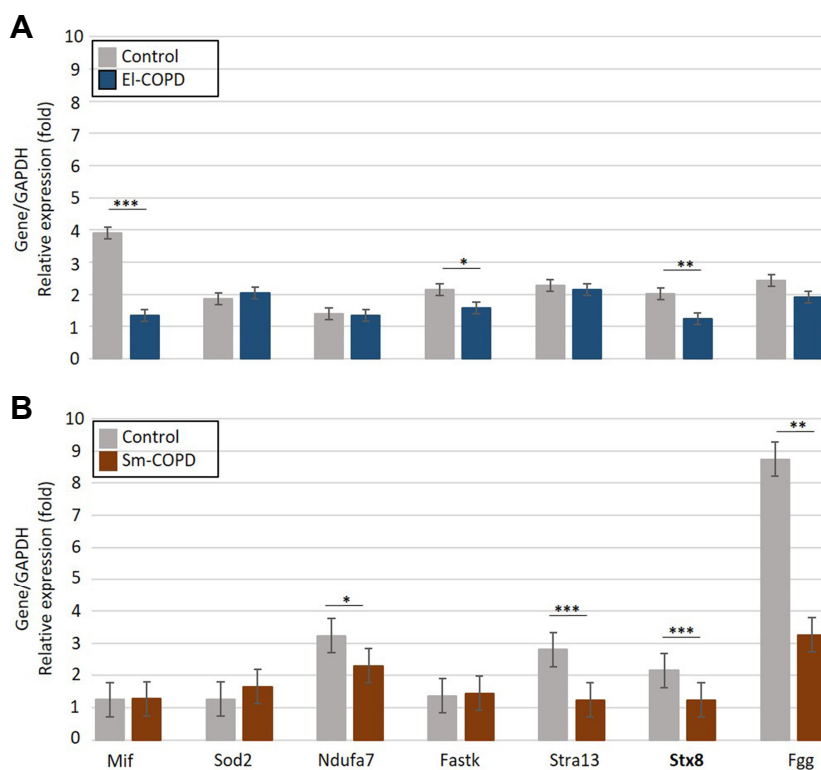 A
Gene/GAPDH
Relative expression (fold)
10
9
8
7
6
5
4
3
2
1
0
Control
El-COPD
***
*
**
B
Gene/GAPDH
Relative expression (fold)
10
9
8
7
6
5
4
3
2
1
0
Control
Sm-COPD
*
***
***
**
Mif Sod2 Ndufa7 Fastk Stra13 Stx8 Fgg